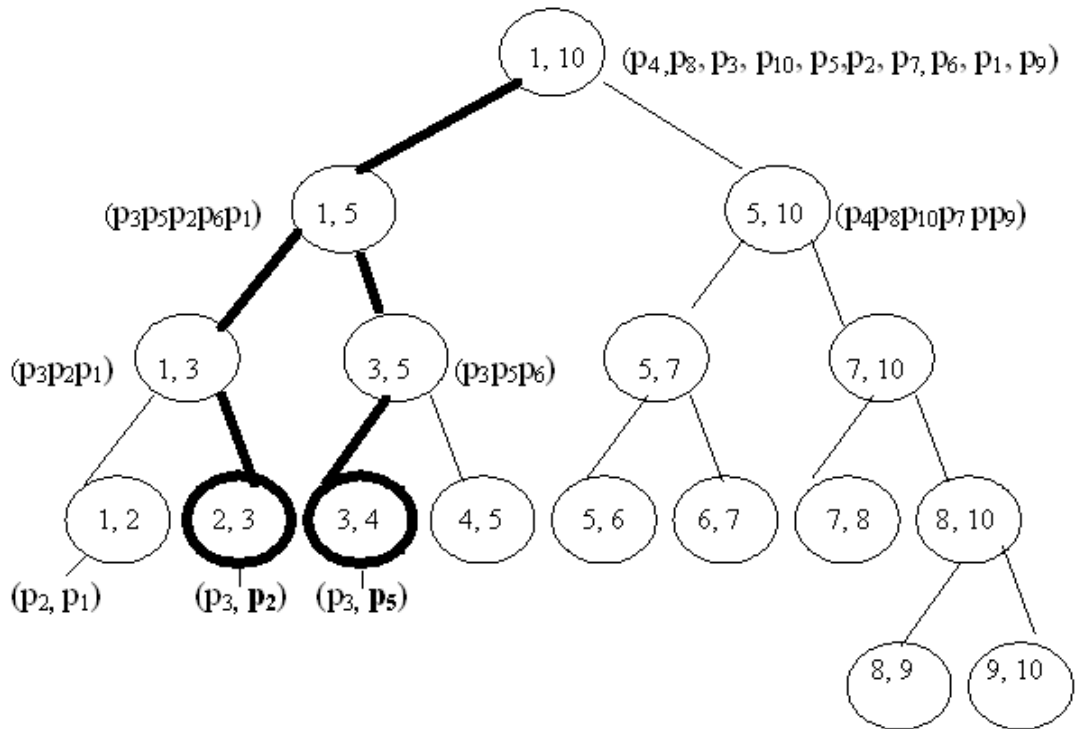 1, 10 (p₄,p₈, p₃, p₁₀, p₅,p₂, p₇, p₆, p₁, p₉)
(p₃p₅p₂p₆p₁) 1, 5 5, 10 (p₄p₈p₁₀p₇ pp₉)
(p₃p₂p₁) 1, 3 3, 5 (p₃p₅p₆) 5, 7 7, 10
1, 2 2, 3 3, 4 4, 5 5, 6 6, 7 7, 8 8, 10
(p₂, p₁) (p₃, p₂) (p₃, p₅)
8, 9 9, 10